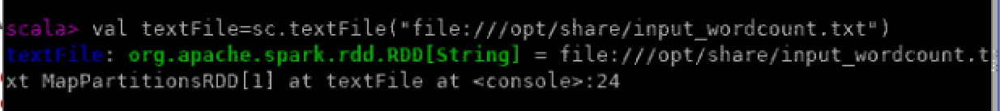 scala> val textFile=sc.textFile("file:///opt/share/input_wordcount.txt")
textFile: org.apache.spark.rdd.RDD[String] = file:///opt/share/input_wordcount.t
xt MapPartitionsRDD[1] at textFile at <console>:24